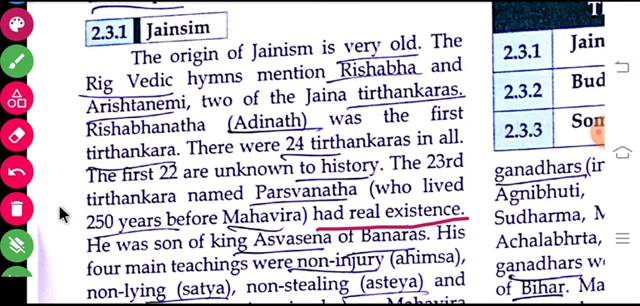 2.3.1 Jainsim
The origin of Jainism is very old. The
Rig Vedic hymns mention Rishabha and
Arishtanemi, two of the Jaina tirthankaras.
Rishabhanatha (Adinath) was the first
tirthankara. There were 24 tirthankaras in all.
The first 22 are unknown to history. The 23rd
tirthankara named Parsvanatha (who lived
250 years before Mahavira) had real existence.
He was son of king Asvasena of Banaras. His
four main teachings were non-injury (ahimsa),
non-lying (satya), non-stealing (asteya) and
Mahavira
T
2.3.1 Jain
2.3.2 Bud
2.3.3 Som
ganadhars (in
Agnibhuti,
Sudharma, M
Achalabhrta,
ganadhars w
of Bihar. Ma